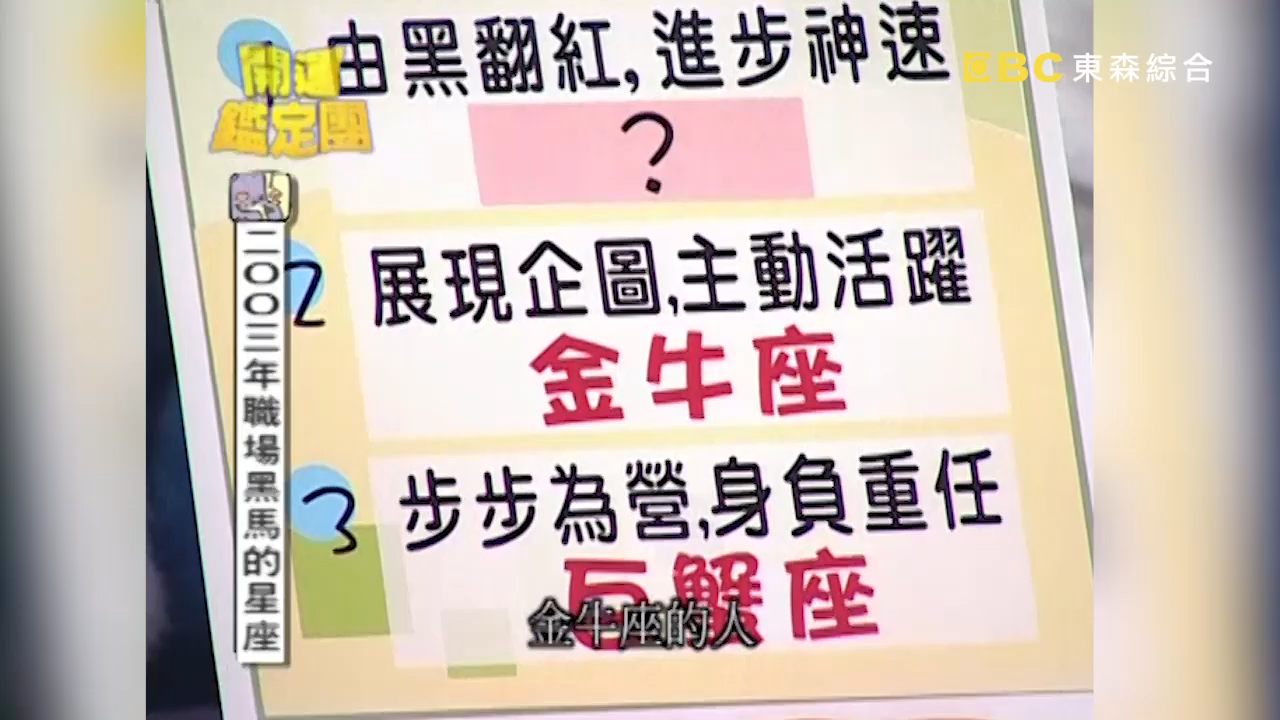 由黑翻紅,進步神速
?
2 展現企圖,主動活躍
金牛座
3 步步為營,身負重任
巨蟹座
開運
鑑定團
二〇〇三年職場黑馬的星座
EBC 東森綜合
金牛座的人